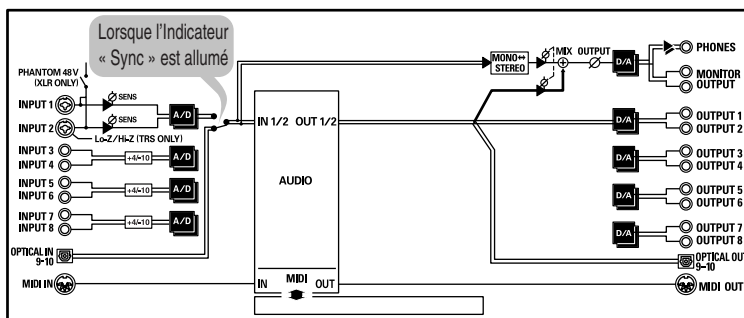 Lorsque l'Indicateur
« Sync » est allumé
PHANTOM 48V
(XLR ONLY)
SENS
INPUT 1
SENS
INPUT 2
Lo-Z/Hi-Z (TRS ONLY)
A/D
INPUT 3
INPUT 4
+4/-10
A/D
INPUT 5
INPUT 6
+4/-10
A/D
INPUT 7
INPUT 8
+4/-10
A/D
OPTICAL IN
9-10
MIDI IN
IN 1/2 OUT 1/2
AUDIO
MIDI
IN OUT
MONO↔
STEREO
MIX OUTPUT
D/A
PHONES
MONITOR
OUTPUT
D/A
OUTPUT 1
OUTPUT 2
D/A
OUTPUT 3
OUTPUT 4
D/A
OUTPUT 5
OUTPUT 6
D/A
OUTPUT 7
OUTPUT 8
OPTICAL OUT
9-10
MIDI OUT